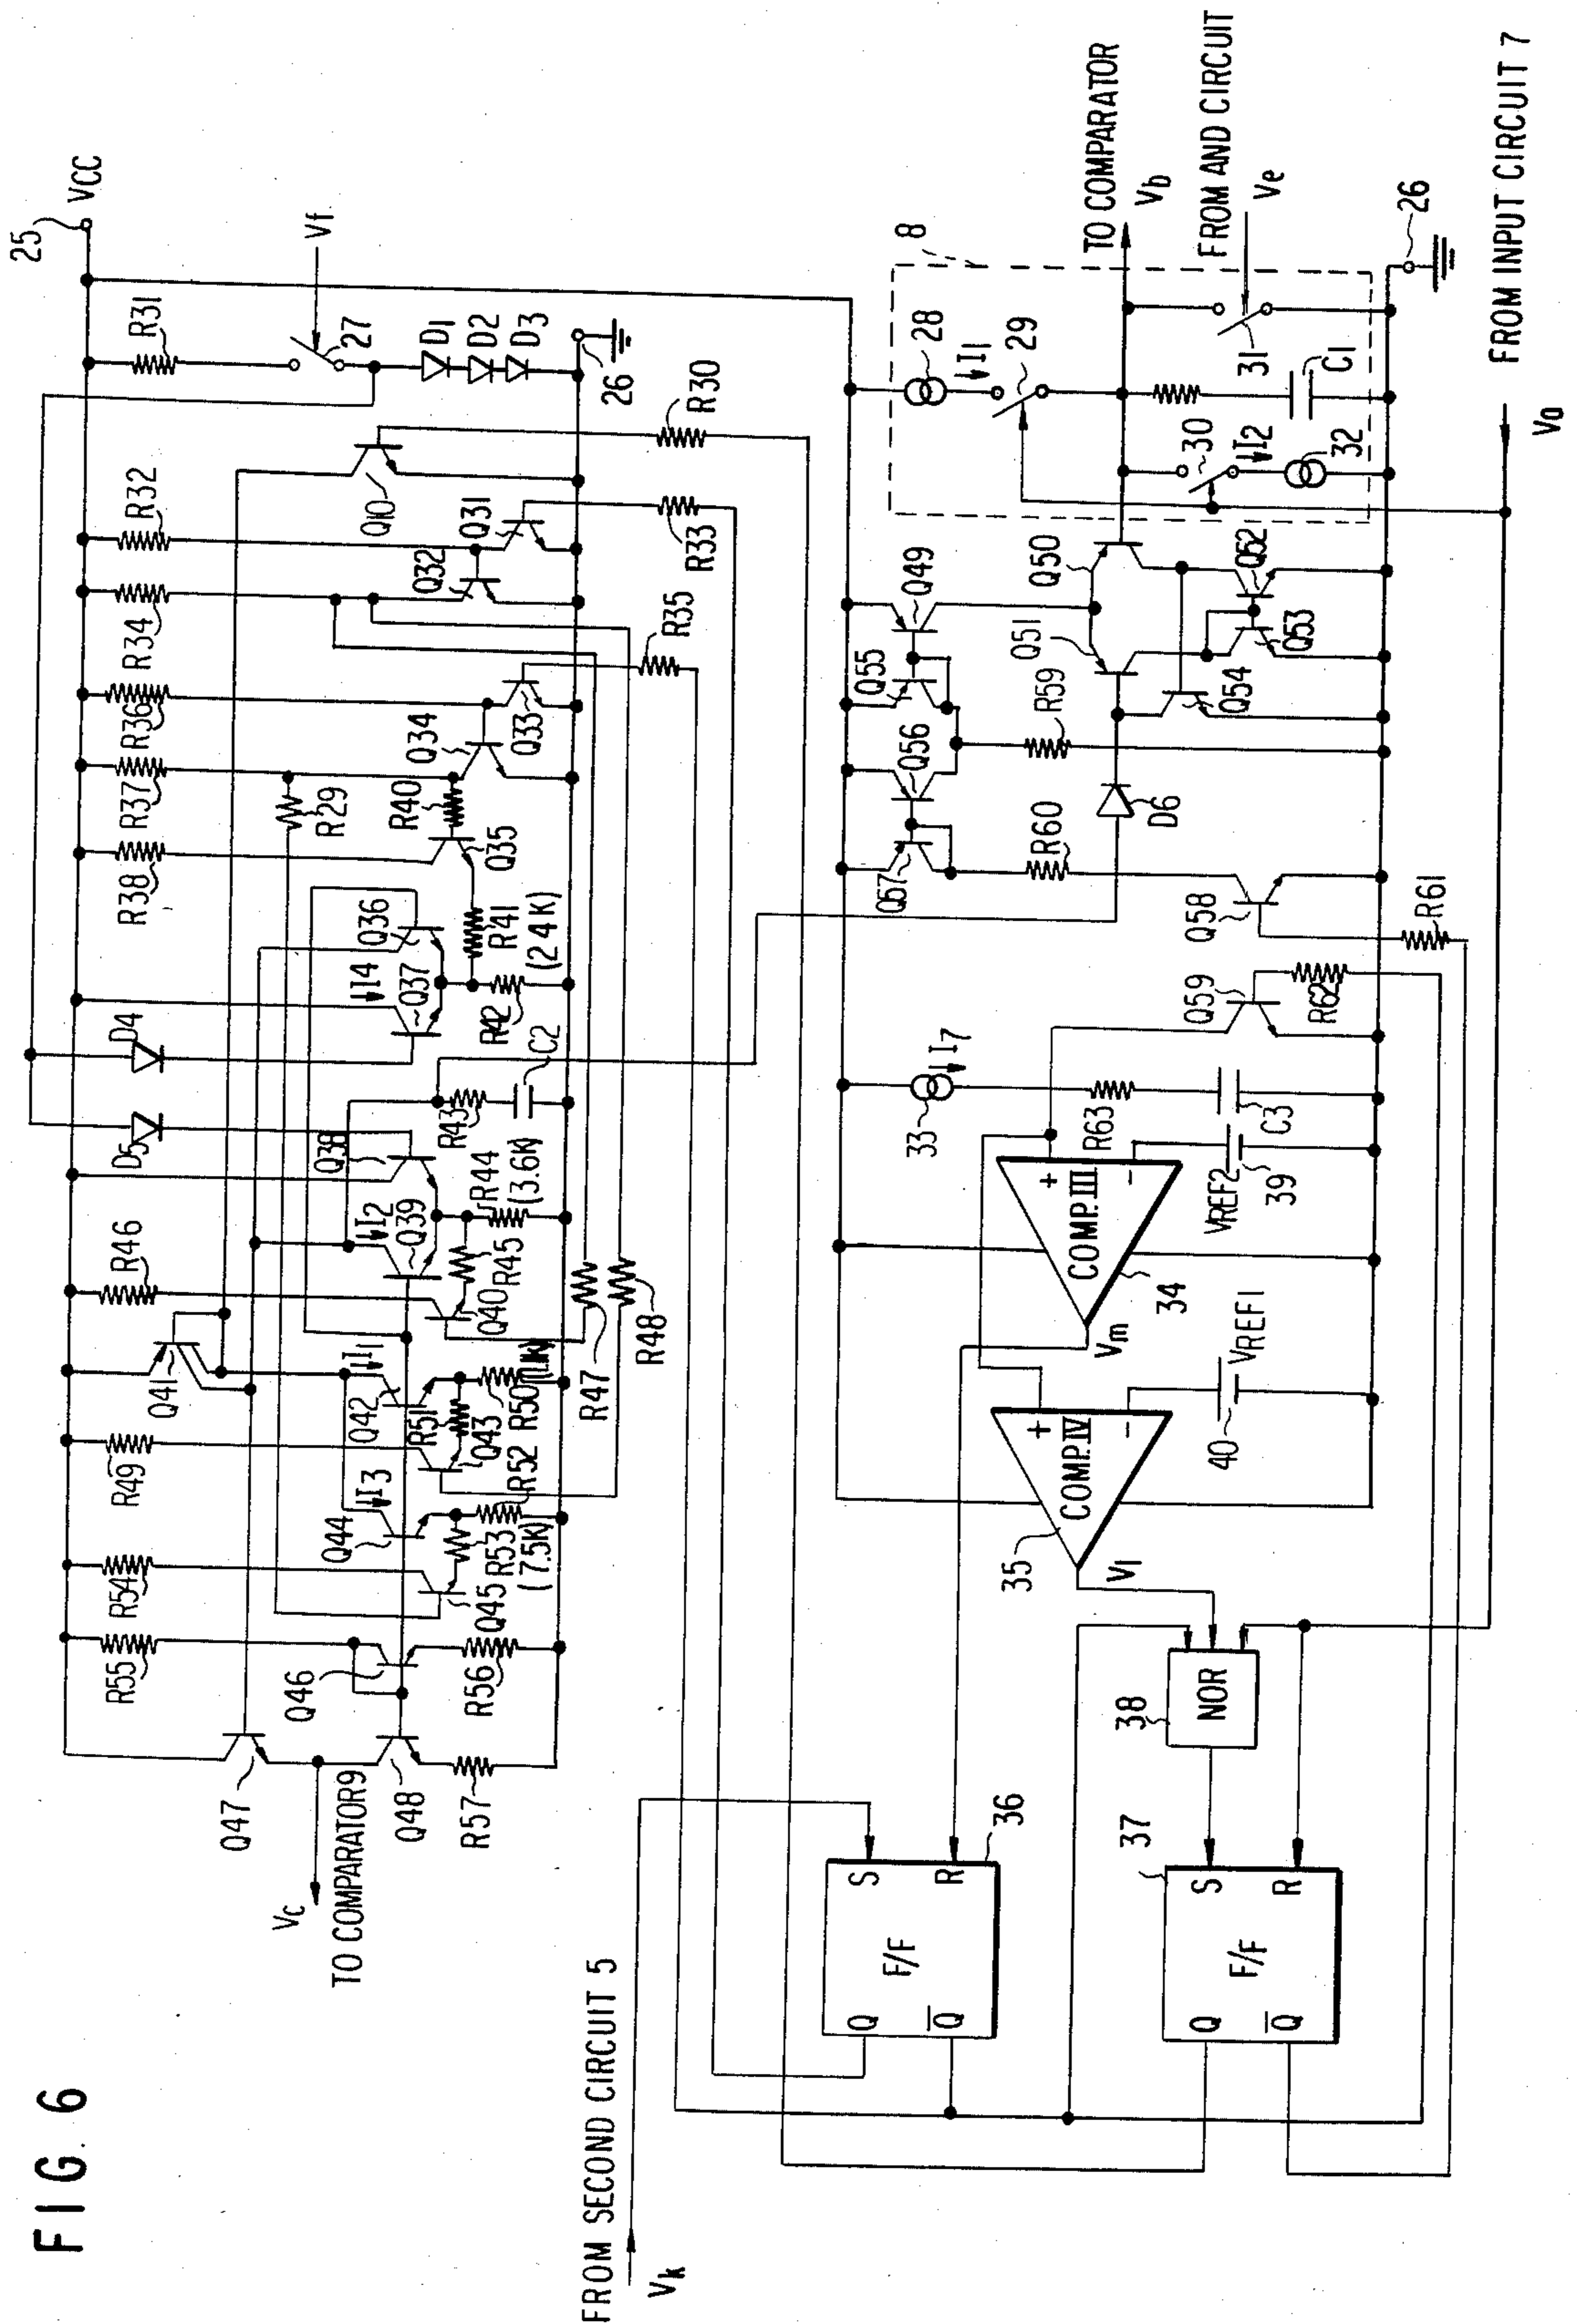 FIG. 6
25
VCC
R31
Vf
27
D1
D2
D3
26
R30
R32
Q10
Q31
R33
R34
Q32
R35
R36
Q33
R37
Q34
R29
R40
R38
Q35
Q36
R41
(2.4K)
I4
Q37
R42
D4
C2
R43
D5
Q38
R44
(3.6K)
I2
Q39
R46
R45
Q40
R47
R48
Q41
I1
Q42
R51
R50
(1K)
Q43
R49
I3
R52
Q44
R53
(7.5K)
R54
Q45
R55
Q46
R56
Q47
Q48
R57
Vc
TO COMPARATOR9
8
28
I1
29
TO COMPARATOR
Vb
FROM AND CIRCUIT
Ve
31
C1
30
I2
32
26
FROM INPUT CIRCUIT 7
Va
Q49
Q50
Q52
Q55
Q51
Q53
Q54
R59
Q56
D6
R60
Q57
Q58
R61
Q59
R62
I7
33
R63
C3
+
COMP.III
-
VREF2
39
34
Vm
+
COMP.IV
-
VREF1
40
35
Vl
38
NOR
36
S
F/F
R
Q
Q̅
37
S
F/F
R
Q
Q̅
FROM SECOND CIRCUIT 5
Vk